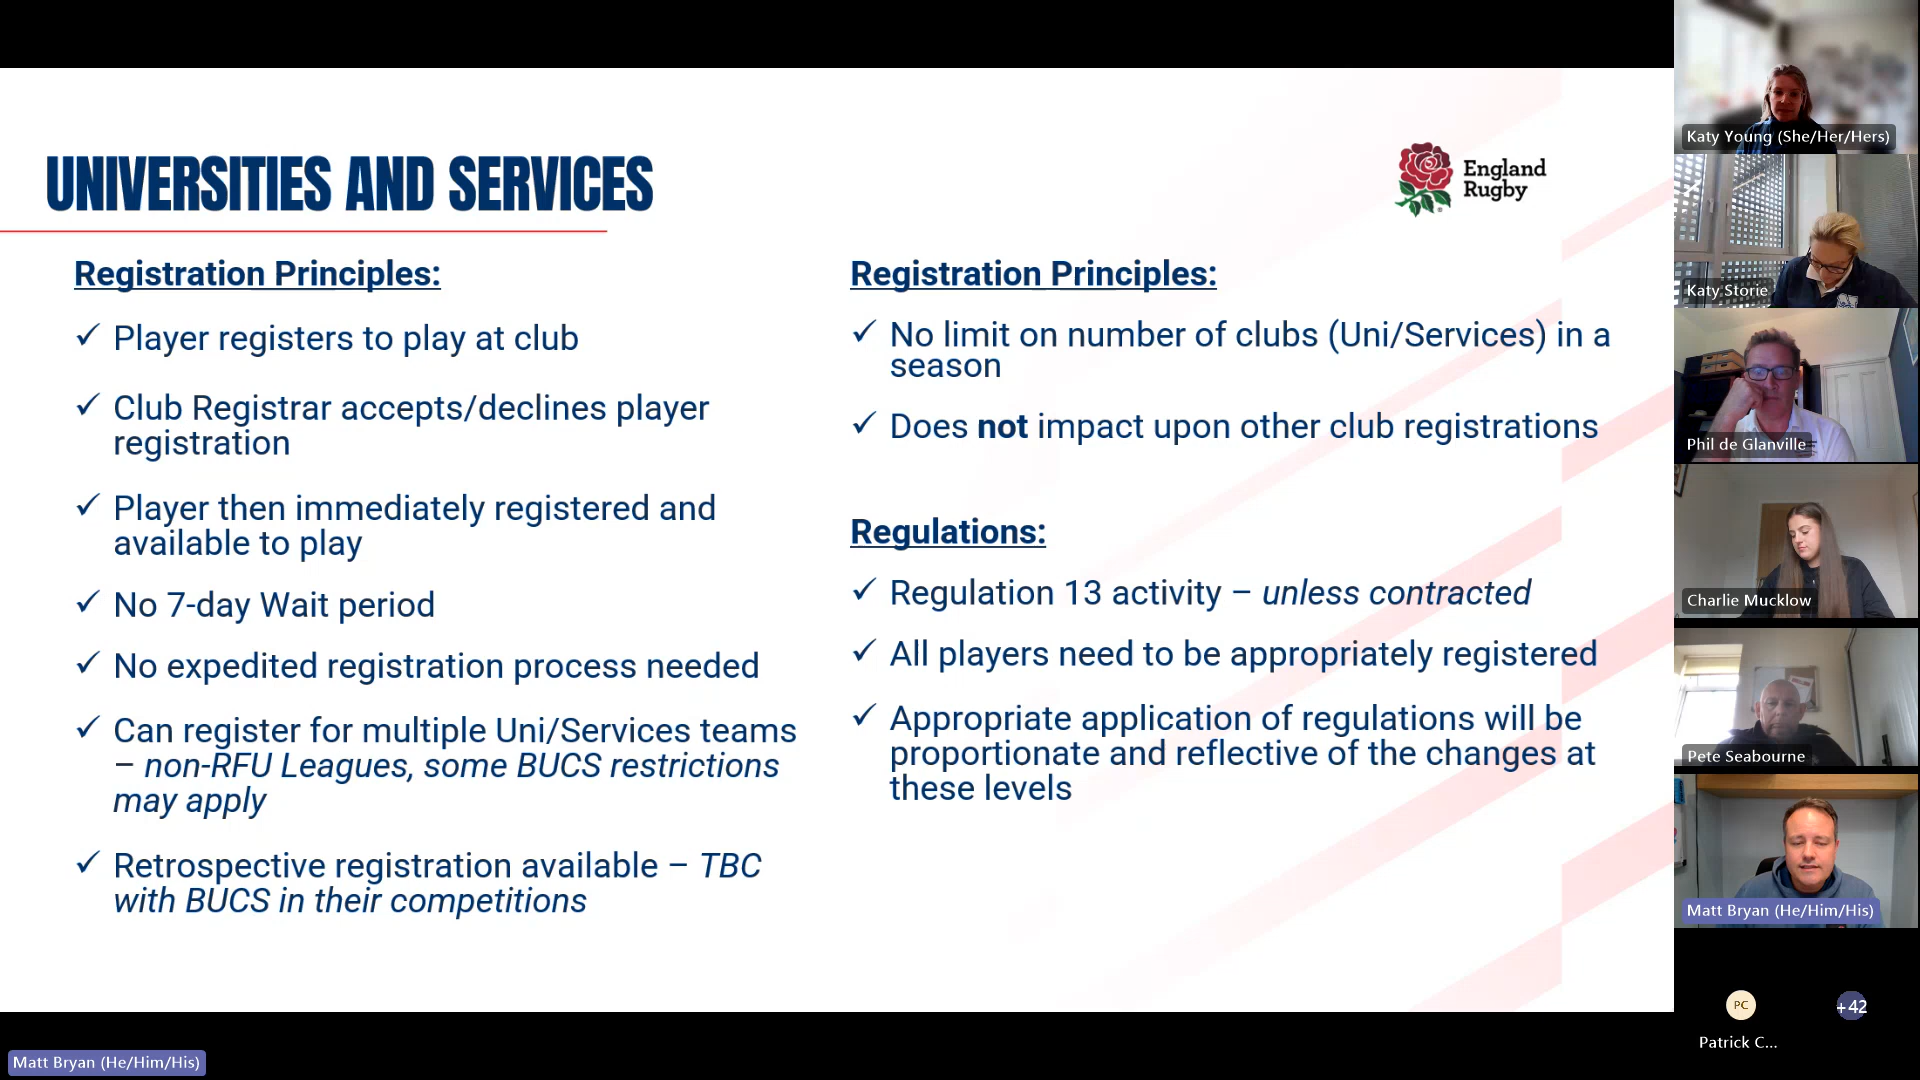 UNIVERSITIES AND SERVICES
England
Rugby
Registration Principles:
✓ Player registers to play at club
✓ Club Registrar accepts/declines player
registration
✓ Player then immediately registered and
available to play
✓ No 7-day Wait period
✓ No expedited registration process needed
✓ Can register for multiple Uni/Services teams
– non-RFU Leagues, some BUCS restrictions
may apply
✓ Retrospective registration available – TBC
with BUCS in their competitions
Registration Principles:
✓ No limit on number of clubs (Uni/Services) in a
season
✓ Does not impact upon other club registrations
Regulations:
✓ Regulation 13 activity – unless contracted
✓ All players need to be appropriately registered
✓ Appropriate application of regulations will be
proportionate and reflective of the changes at
these levels
Katy Young (She/Her/Hers)
Katy Storie
Phil de Glanville
Charlie Mucklow
Pete Seabourne
Matt Bryan (He/Him/His)
PC
+42
Patrick C...
Matt Bryan (He/Him/His)